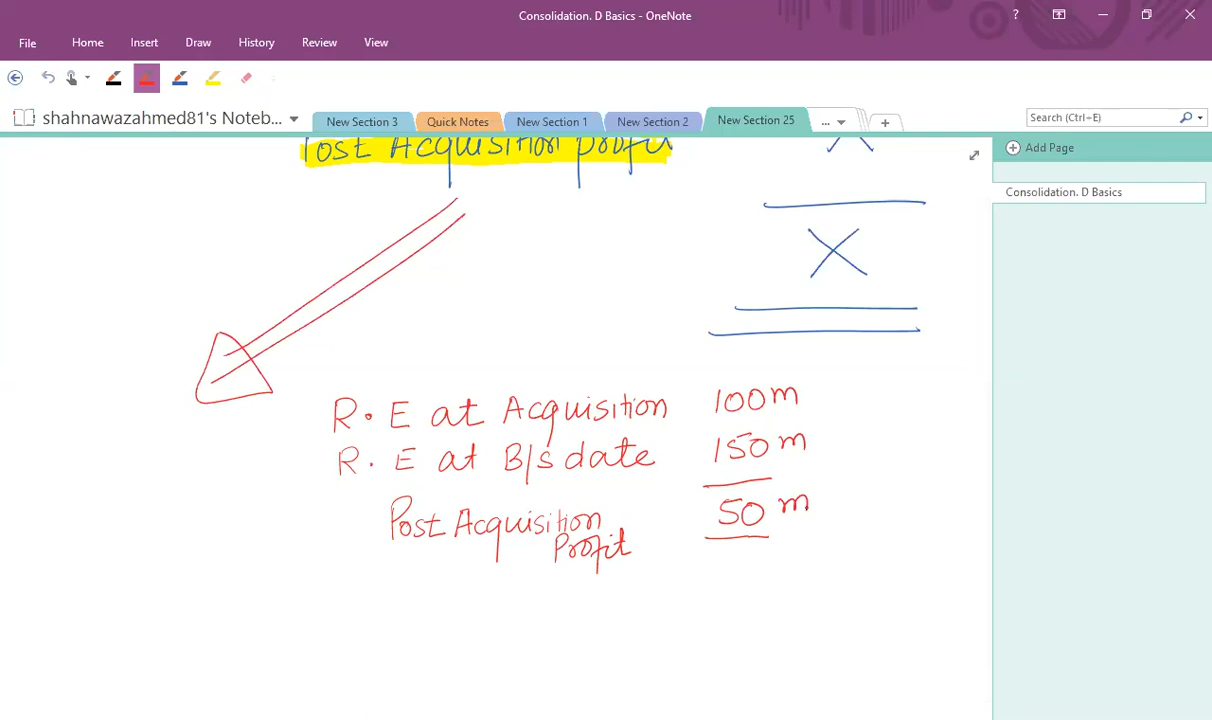 Consolidation. D Basics - OneNote
?
File Home Insert Draw History Review View
shahnawazahmed81's Noteb... New Section 3 Quick Notes New Section 1 New Section 2 New Section 25 ... + Search (Ctrl+E)
Add Page
Consolidation. D Basics
Post Acquisition profit X
X
R. E at Acquisition 100m
R. E at B/s date 150m
Post Acquisition 50m
Profit